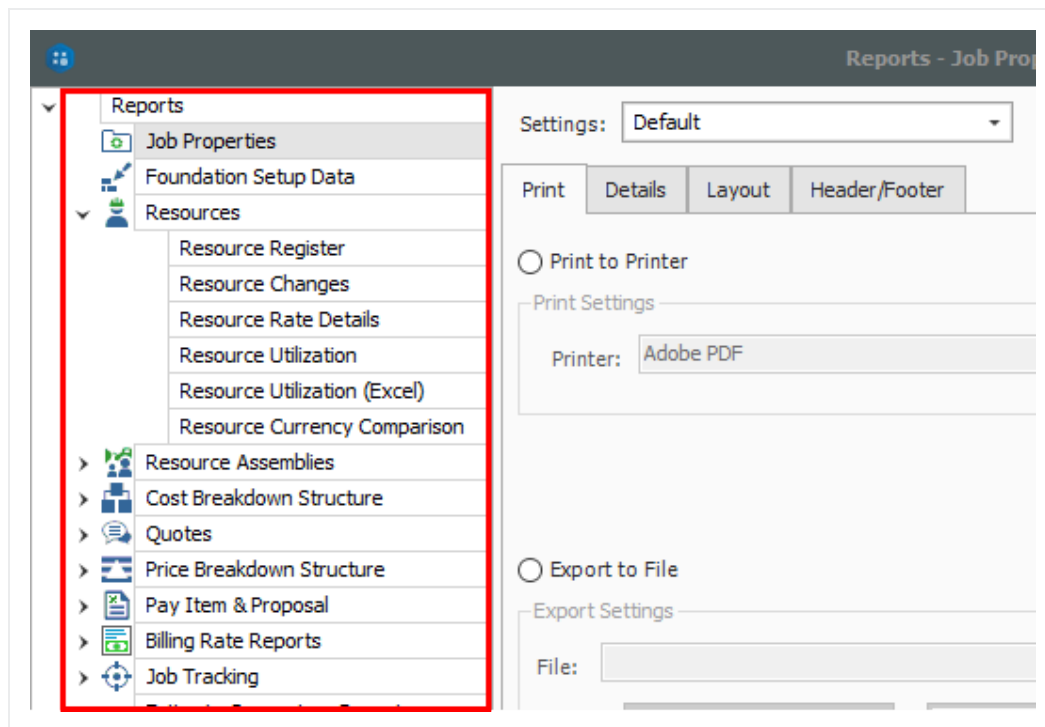 Reports - Job Prop
Reports
Job Properties
Foundation Setup Data
Resources
Resource Register
Resource Changes
Resource Rate Details
Resource Utilization
Resource Utilization (Excel)
Resource Currency Comparison
Resource Assemblies
Cost Breakdown Structure
Quotes
Price Breakdown Structure
Pay Item & Proposal
Billing Rate Reports
Job Tracking
Settings: Default
Print Details Layout Header/Footer
Print to Printer
Print Settings
Printer: Adobe PDF
Export to File
Export Settings
File: